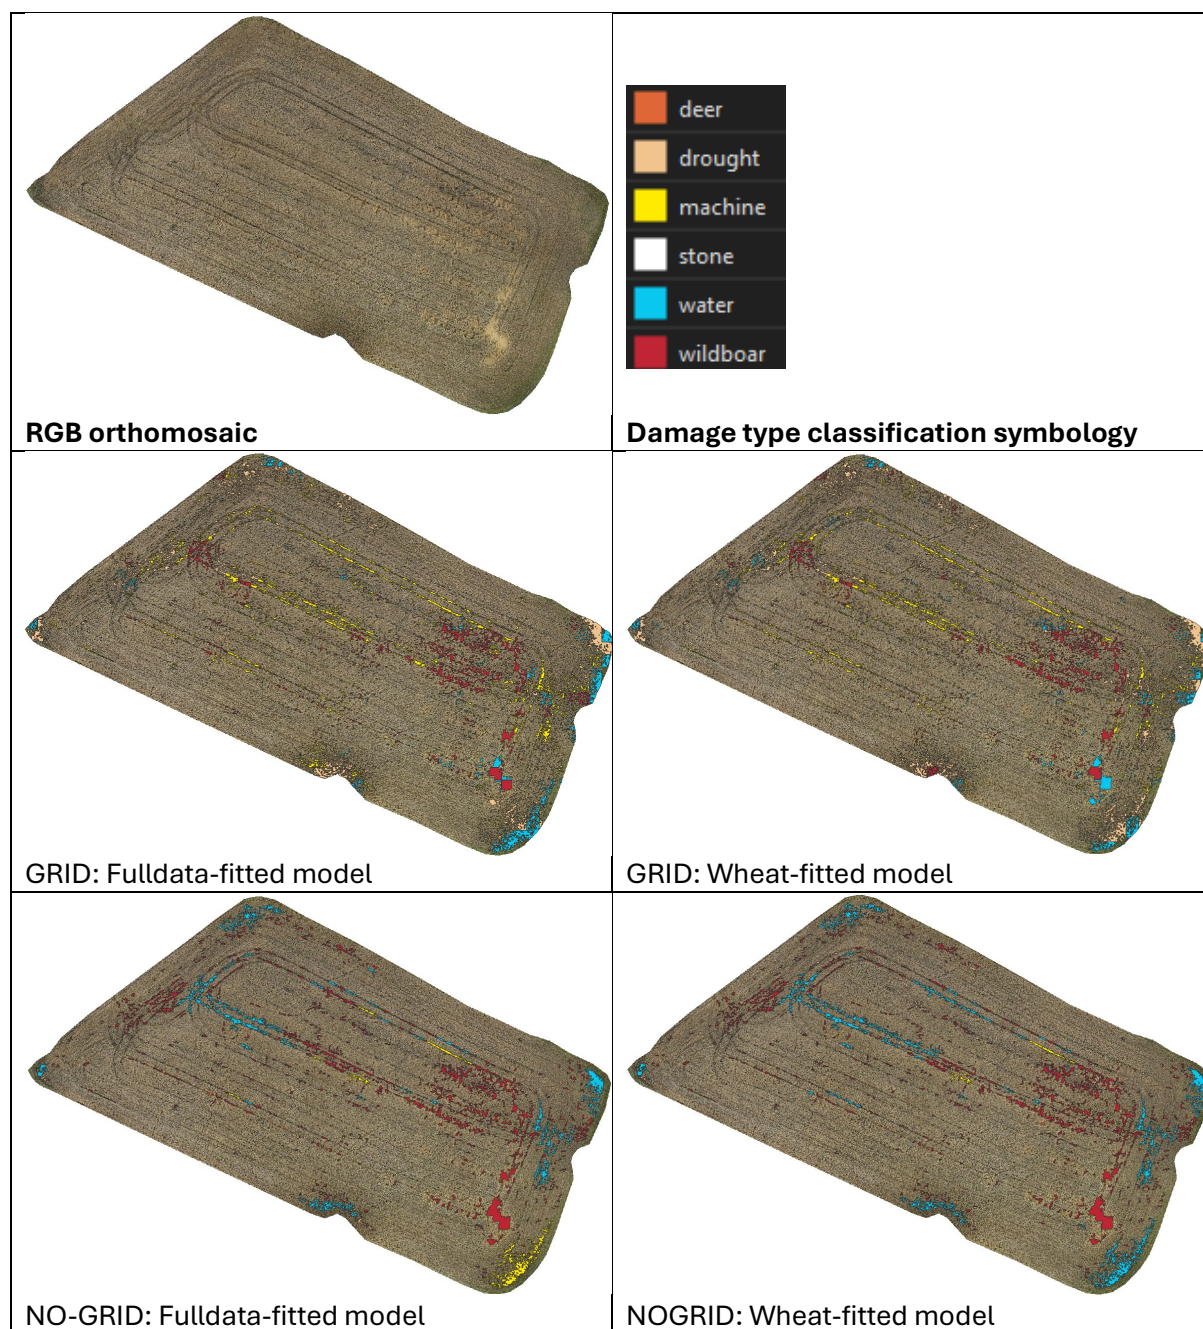 deer
drought
machine
stone
water
wildboar
RGB orthomosaic
Damage type classification symbology
GRID: Fulldata-fitted model
GRID: Wheat-fitted model
NO-GRID: Fulldata-fitted model
NOGRID: Wheat-fitted model